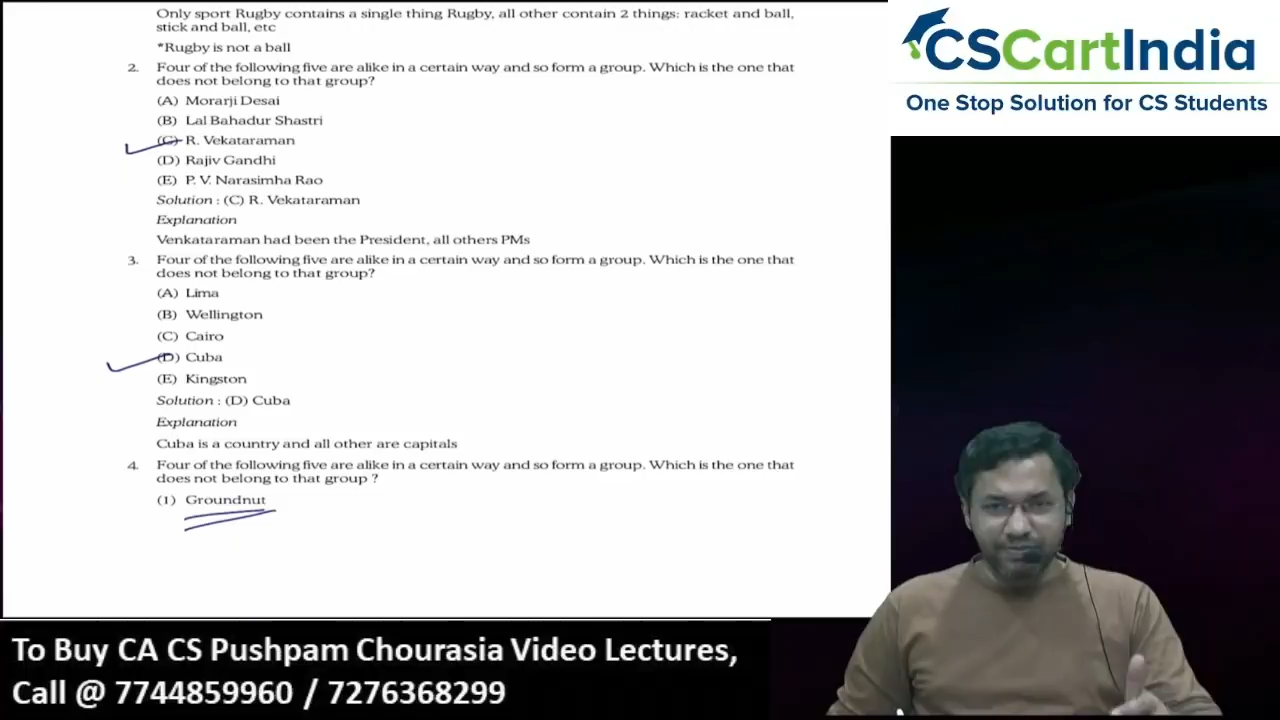 Only sport Rugby contains a single thing Rugby, all other contain 2 things: racket and ball,
stick and ball, etc
*Rugby is not a ball
2. Four of the following five are alike in a certain way and so form a group. Which is the one that
does not belong to that group?
(A) Morarji Desai
(B) Lal Bahadur Shastri
(C) R. Vekataraman
(D) Rajiv Gandhi
(E) P. V. Narasimha Rao
Solution : (C) R. Vekataraman
Explanation
Venkataraman had been the President, all others PMs
3. Four of the following five are alike in a certain way and so form a group. Which is the one that
does not belong to that group?
(A) Lima
(B) Wellington
(C) Cairo
(D) Cuba
(E) Kingston
Solution : (D) Cuba
Explanation
Cuba is a country and all other are capitals
4. Four of the following five are alike in a certain way and so form a group. Which is the one that
does not belong to that group ?
(1) Groundnut
CSCartIndia
One Stop Solution for CS Students
To Buy CA CS Pushpam Chourasia Video Lectures,
Call @ 7744859960 / 7276368299